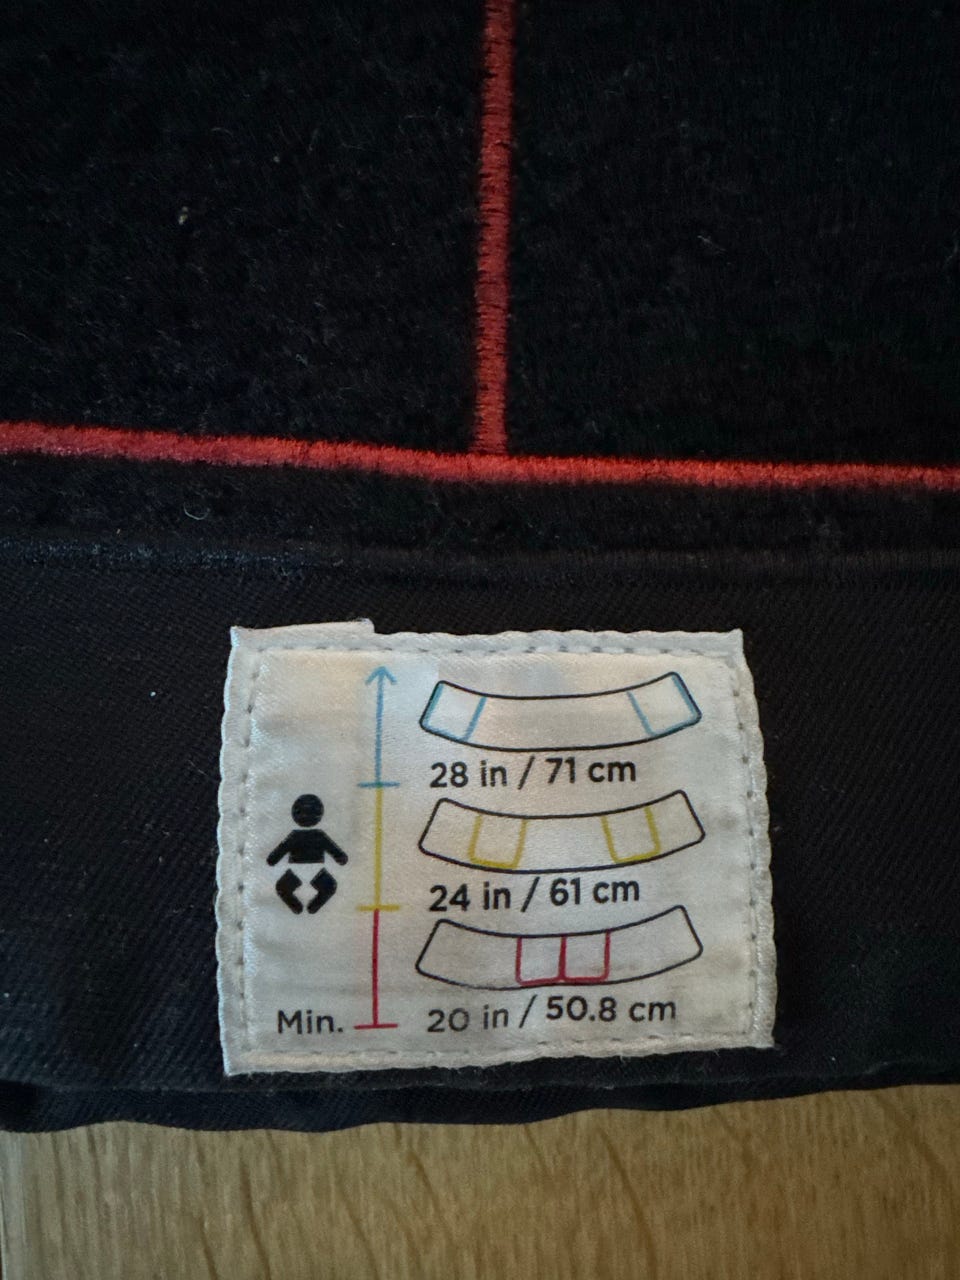 28 in / 71 cm
24 in / 61 cm
20 in / 50.8 cm
Min.